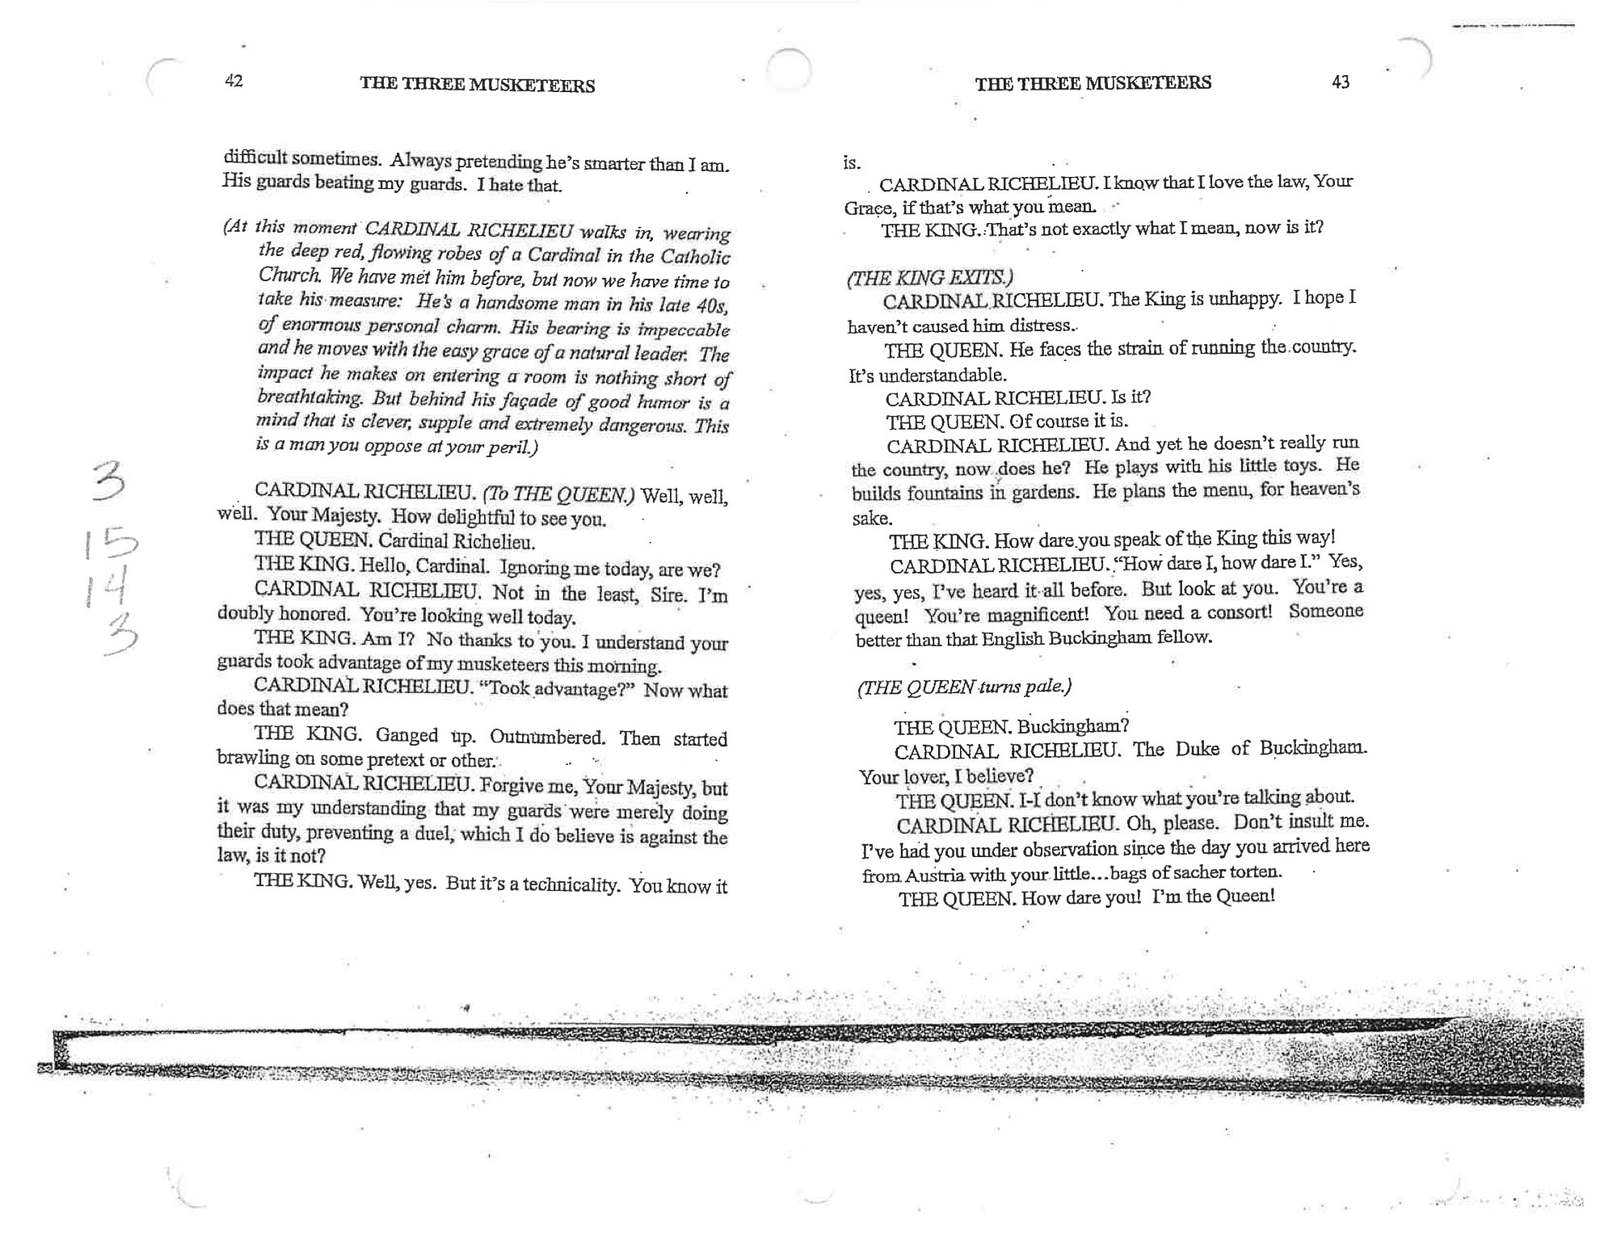 42 THE THREE MUSKETEERS
difficult sometimes. Always pretending he's smarter than I am.
His guards beating my guards. I hate that.
(At this moment CARDINAL RICHELIEU walks in, wearing
the deep red, flowing robes of a Cardinal in the Catholic
Church. We have met him before, but now we have time to
take his measure: He's a handsome man in his late 40s,
of enormous personal charm. His bearing is impeccable
and he moves with the easy grace of a natural leader. The
impact he makes on entering a room is nothing short of
breathtaking. But behind his façade of good humor is a
mind that is clever, supple and extremely dangerous. This
is a man you oppose at your peril.)
3
15
14
3
CARDINAL RICHELIEU. (To THE QUEEN.) Well, well,
well. Your Majesty. How delightful to see you.
THE QUEEN. Cardinal Richelieu.
THE KING. Hello, Cardinal. Ignoring me today, are we?
CARDINAL RICHELIEU. Not in the least, Sire. I'm
doubly honored. You're looking well today.
THE KING. Am I? No thanks to you. I understand your
guards took advantage of my musketeers this morning.
CARDINAL RICHELIEU. "Took advantage?" Now what
does that mean?
THE KING. Ganged up. Outnumbered. Then started
brawling on some pretext or other.
CARDINAL RICHELIEU. Forgive me, Your Majesty, but
it was my understanding that my guards were merely doing
their duty, preventing a duel, which I do believe is against the
law, is it not?
THE KING. Well, yes. But it's a technicality. You know it
THE THREE MUSKETEERS 43
is.
CARDINAL RICHELIEU. I know that I love the law, Your
Grace, if that's what you mean.
THE KING. That's not exactly what I mean, now is it?
(THE KING EXITS.)
CARDINAL RICHELIEU. The King is unhappy. I hope I
haven't caused him distress.
THE QUEEN. He faces the strain of running the country.
It's understandable.
CARDINAL RICHELIEU. Is it?
THE QUEEN. Of course it is.
CARDINAL RICHELIEU. And yet he doesn't really run
the country, now does he? He plays with his little toys. He
builds fountains in gardens. He plans the menu, for heaven's
sake.
THE KING. How dare you speak of the King this way!
CARDINAL RICHELIEU. "How dare I, how dare I." Yes,
yes, yes, I've heard it all before. But look at you. You're a
queen! You're magnificent! You need a consort! Someone
better than that English Buckingham fellow.
(THE QUEEN turns pale.)
THE QUEEN. Buckingham?
CARDINAL RICHELIEU. The Duke of Buckingham.
Your lover, I believe?
THE QUEEN. I-I don't know what you're talking about.
CARDINAL RICHELIEU. Oh, please. Don't insult me.
I've had you under observation since the day you arrived here
from Austria with your little…bags of sacher torten.
THE QUEEN. How dare you! I'm the Queen!